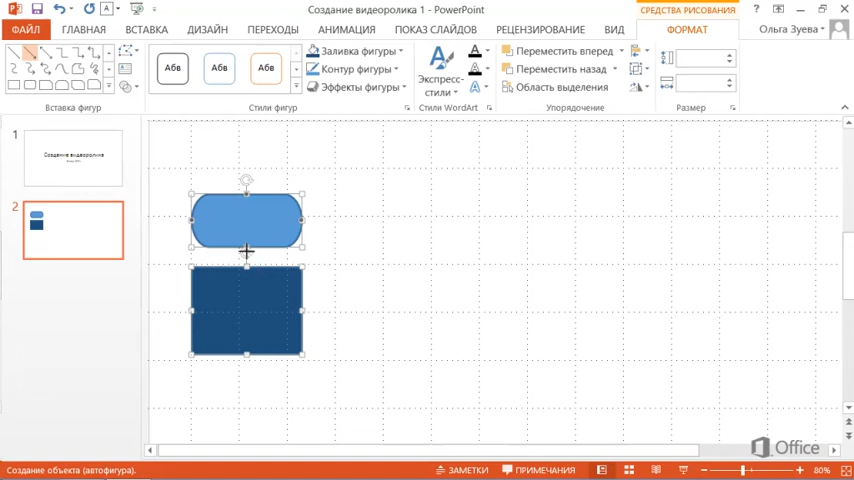 Создание видеоролика 1 - PowerPoint
СРЕДСТВА РИСОВАНИЯ
ФАЙЛ ГЛАВНАЯ ВСТАВКА ДИЗАЙН ПЕРЕХОДЫ АНИМАЦИЯ ПОКАЗ СЛАЙДОВ РЕЦЕНЗИРОВАНИЕ ВИД ФОРМАТ Ольга Зуева
Абв Абв Абв
Заливка фигуры
Контур фигуры
Эффекты фигуры
Экспресс-
стили
Переместить вперед
Переместить назад
Область выделения
Вставка фигур Стили фигур Стили WordArt Упорядочение Размер
1
Создание видеоролика
2
Office
Создание объекта (автофигура). ЗАМЕТКИ ПРИМЕЧАНИЯ 80%